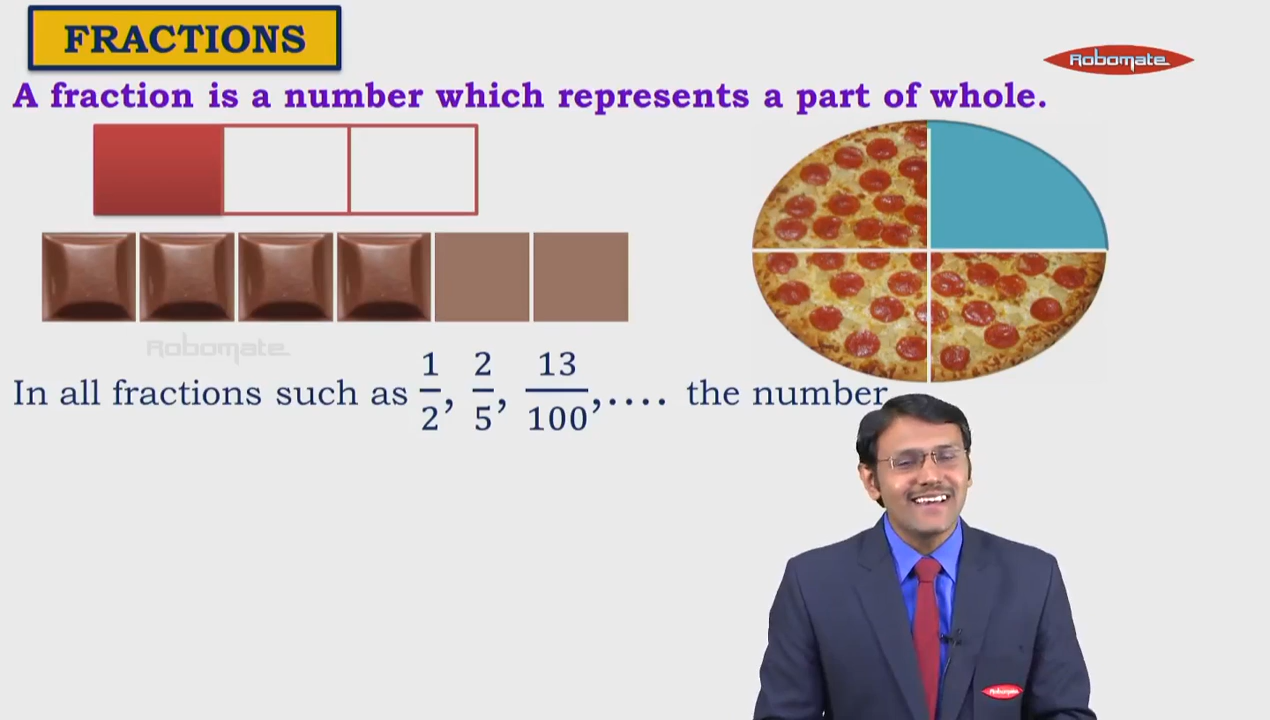 FRACTIONS
Robomate
A fraction is a number which represents a part of whole.
Robomate
In all fractions such as 1/2, 2/5, 13/100,.... the number
Robomate